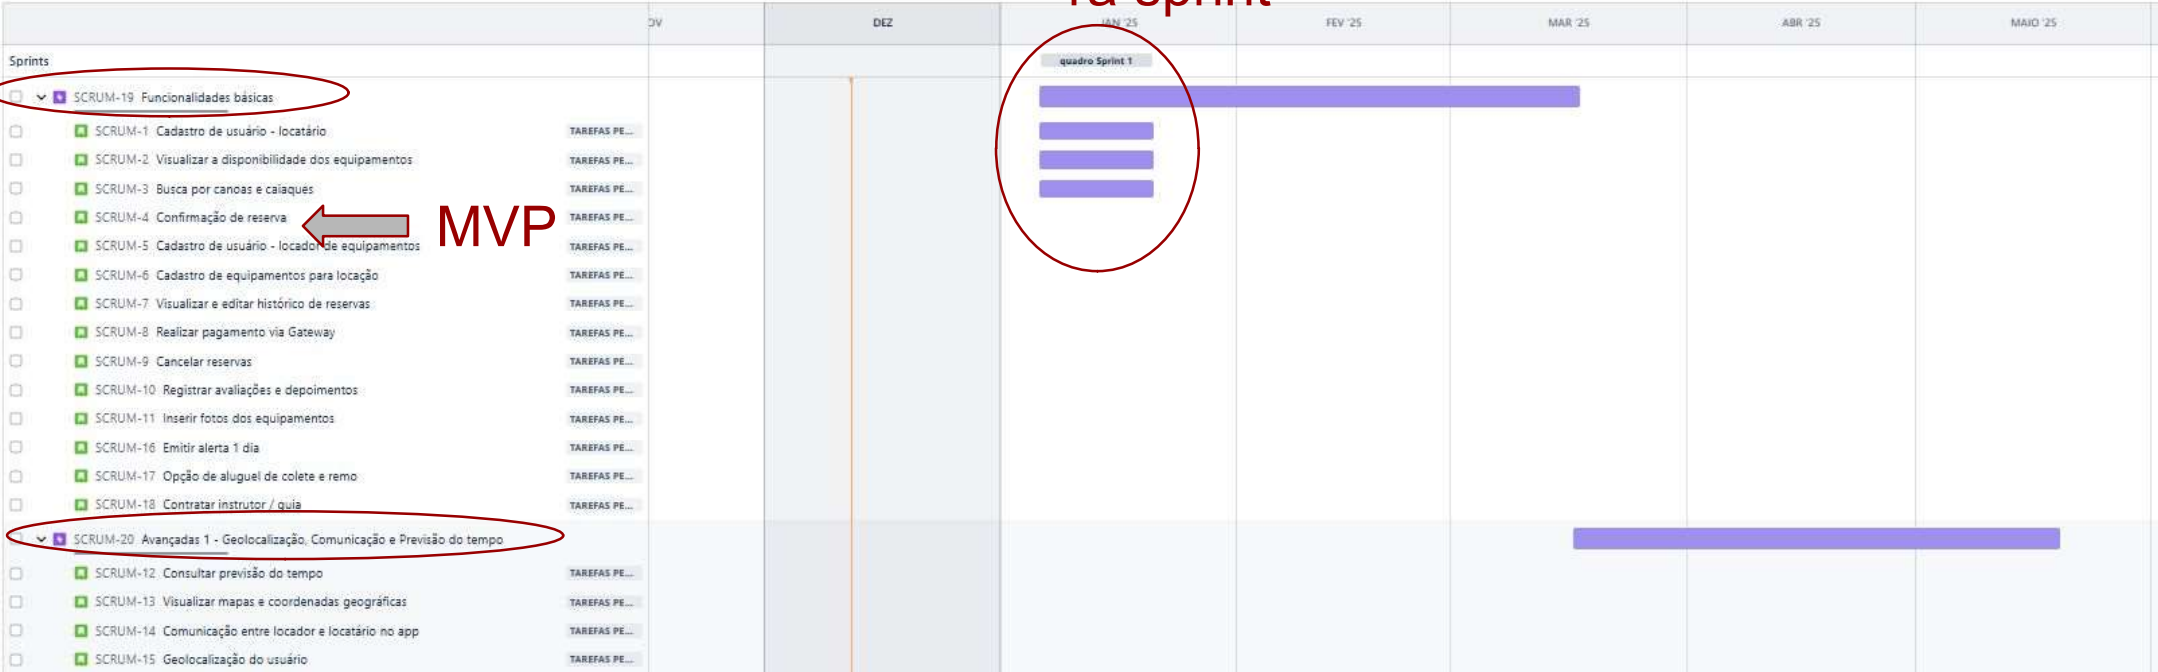 1a sprint
OV DEZ JAN '25 FEV '25 MAR '25 ABR '25 MAIO '25
Sprints quadro Sprint 1
SCRUM-19 Funcionalidades básicas
SCRUM-1 Cadastro de usuário - locatário TAREFAS PE...
SCRUM-2 Visualizar a disponibilidade dos equipamentos TAREFAS PE...
SCRUM-3 Busca por canoas e caiaques TAREFAS PE...
SCRUM-4 Confirmação de reserva TAREFAS PE...
MVP
SCRUM-5 Cadastro de usuário - locador de equipamentos TAREFAS PE...
SCRUM-6 Cadastro de equipamentos para locação TAREFAS PE...
SCRUM-7 Visualizar e editar histórico de reservas TAREFAS PE...
SCRUM-8 Realizar pagamento via Gateway TAREFAS PE...
SCRUM-9 Cancelar reservas TAREFAS PE...
SCRUM-10 Registrar avaliações e depoimentos TAREFAS PE...
SCRUM-11 Inserir fotos dos equipamentos TAREFAS PE...
SCRUM-16 Emitir alerta 1 dia TAREFAS PE...
SCRUM-17 Opção de aluguel de colete e remo TAREFAS PE...
SCRUM-18 Contratar instrutor / guia TAREFAS PE...
SCRUM-20 Avançadas 1 - Geolocalização, Comunicação e Previsão do tempo
SCRUM-12 Consultar previsão do tempo TAREFAS PE...
SCRUM-13 Visualizar mapas e coordenadas geográficas TAREFAS PE...
SCRUM-14 Comunicação entre locador e locatário no app TAREFAS PE...
SCRUM-15 Geolocalização do usuário TAREFAS PE...